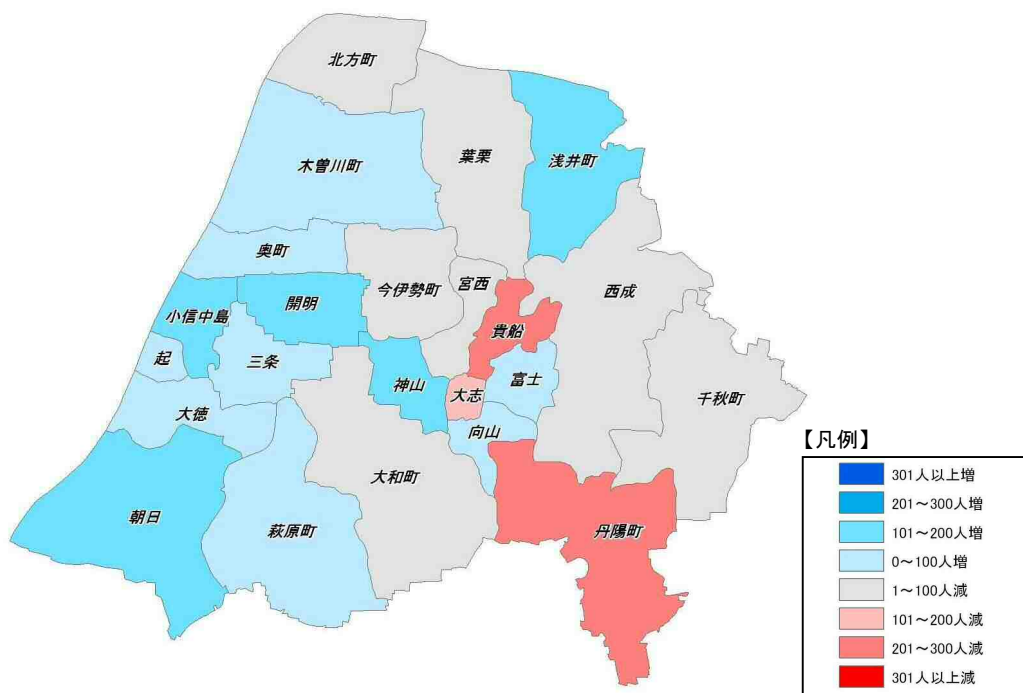 北方町
葉栗
浅井町
木曽川町
奥町
今伊勢町
宮西
西成
小信中島
開明
貴船
起
三条
神山
大志
富士
千秋町
大徳
向山
大和町
朝日
萩原町
丹陽町
【凡例】
301人以上増
201～300人増
101～200人増
0～100人増
1～100人減
101～200人減
201～300人減
301人以上減